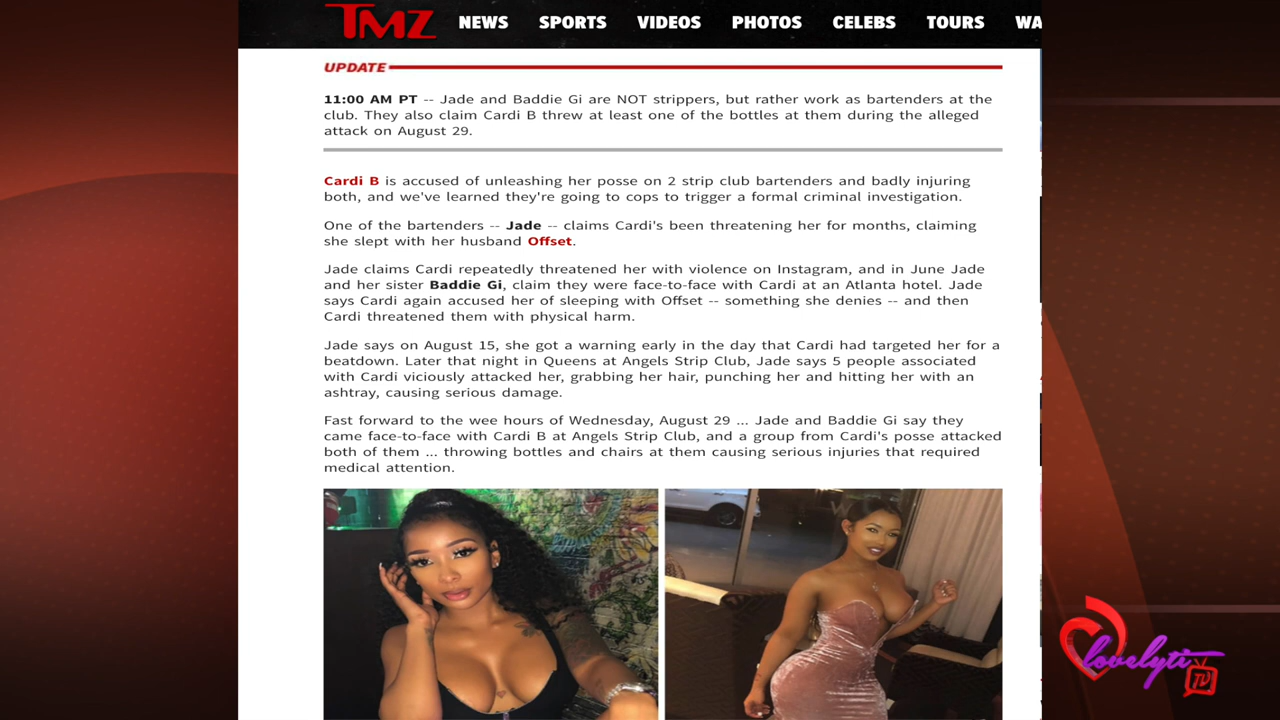 TMZ NEWS SPORTS VIDEOS PHOTOS CELEBS TOURS WA
UPDATE
11:00 AM PT -- Jade and Baddie Gi are NOT strippers, but rather work as bartenders at the
club. They also claim Cardi B threw at least one of the bottles at them during the alleged
attack on August 29.
Cardi B is accused of unleashing her posse on 2 strip club bartenders and badly injuring
both, and we've learned they're going to cops to trigger a formal criminal investigation.
One of the bartenders -- Jade -- claims Cardi's been threatening her for months, claiming
she slept with her husband Offset.
Jade claims Cardi repeatedly threatened her with violence on Instagram, and in June Jade
and her sister Baddie Gi, claim they were face-to-face with Cardi at an Atlanta hotel. Jade
says Cardi again accused her of sleeping with Offset -- something she denies -- and then
Cardi threatened them with physical harm.
Jade says on August 15, she got a warning early in the day that Cardi had targeted her for a
beatdown. Later that night in Queens at Angels Strip Club, Jade says 5 people associated
with Cardi viciously attacked her, grabbing her hair, punching her and hitting her with an
ashtray, causing serious damage.
Fast forward to the wee hours of Wednesday, August 29 ... Jade and Baddie Gi say they
came face-to-face with Cardi B at Angels Strip Club, and a group from Cardi's posse attacked
both of them ... throwing bottles and chairs at them causing serious injuries that required
medical attention.
lovelyti
TV